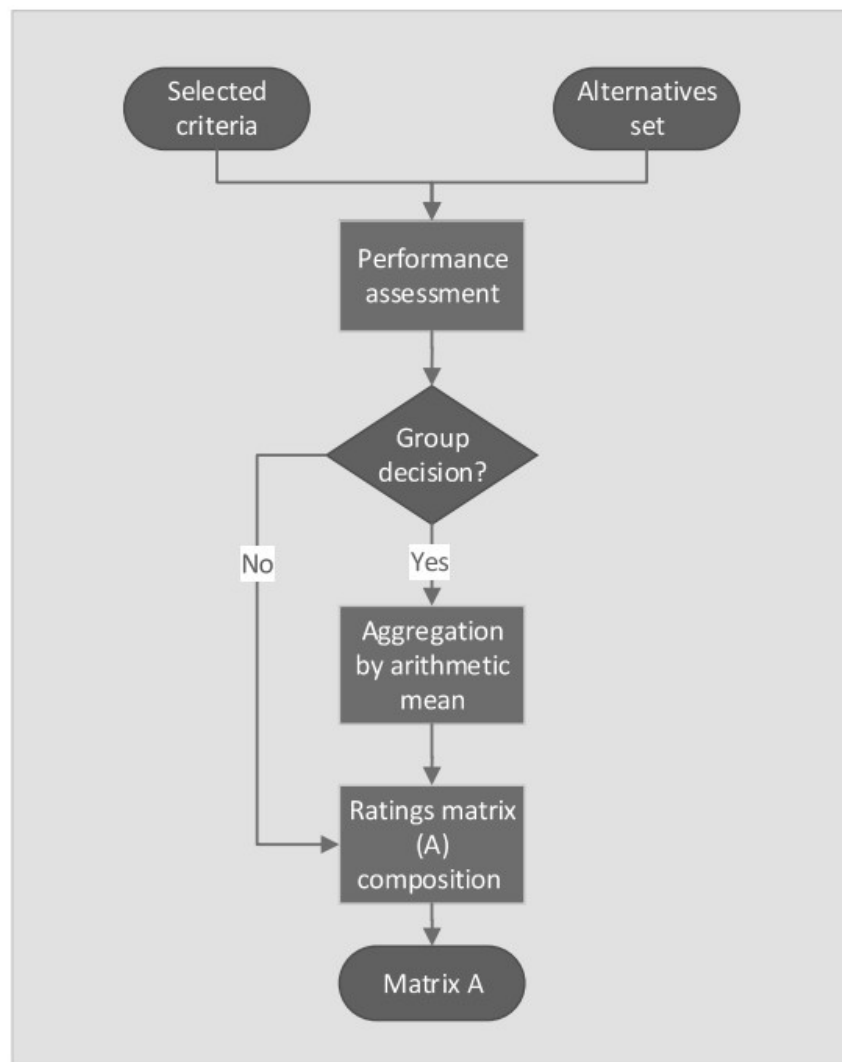 Selected
criteria
Alternatives
set
Performance
assessment
Group
decision?
No
Yes
Aggregation
by arithmetic
mean
Ratings matrix
(A)
composition
Matrix A